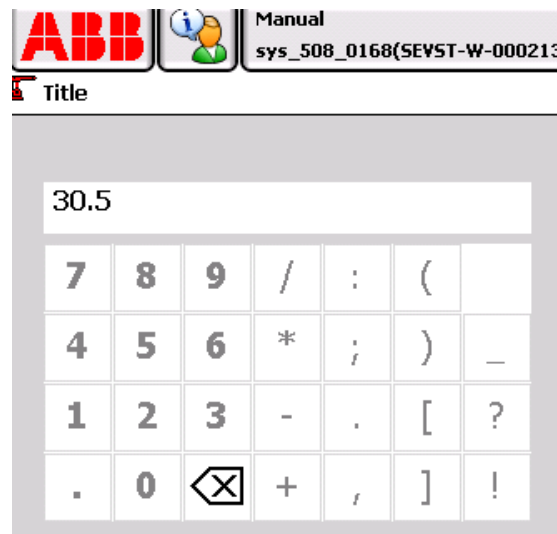 ABB
Manual
sys_508_0168(SEVST-W-000213
Title
30.5
7 8 9 / : (
4 5 6 * ; ) _
1 2 3 - . [ ?
. 0 + , ] !